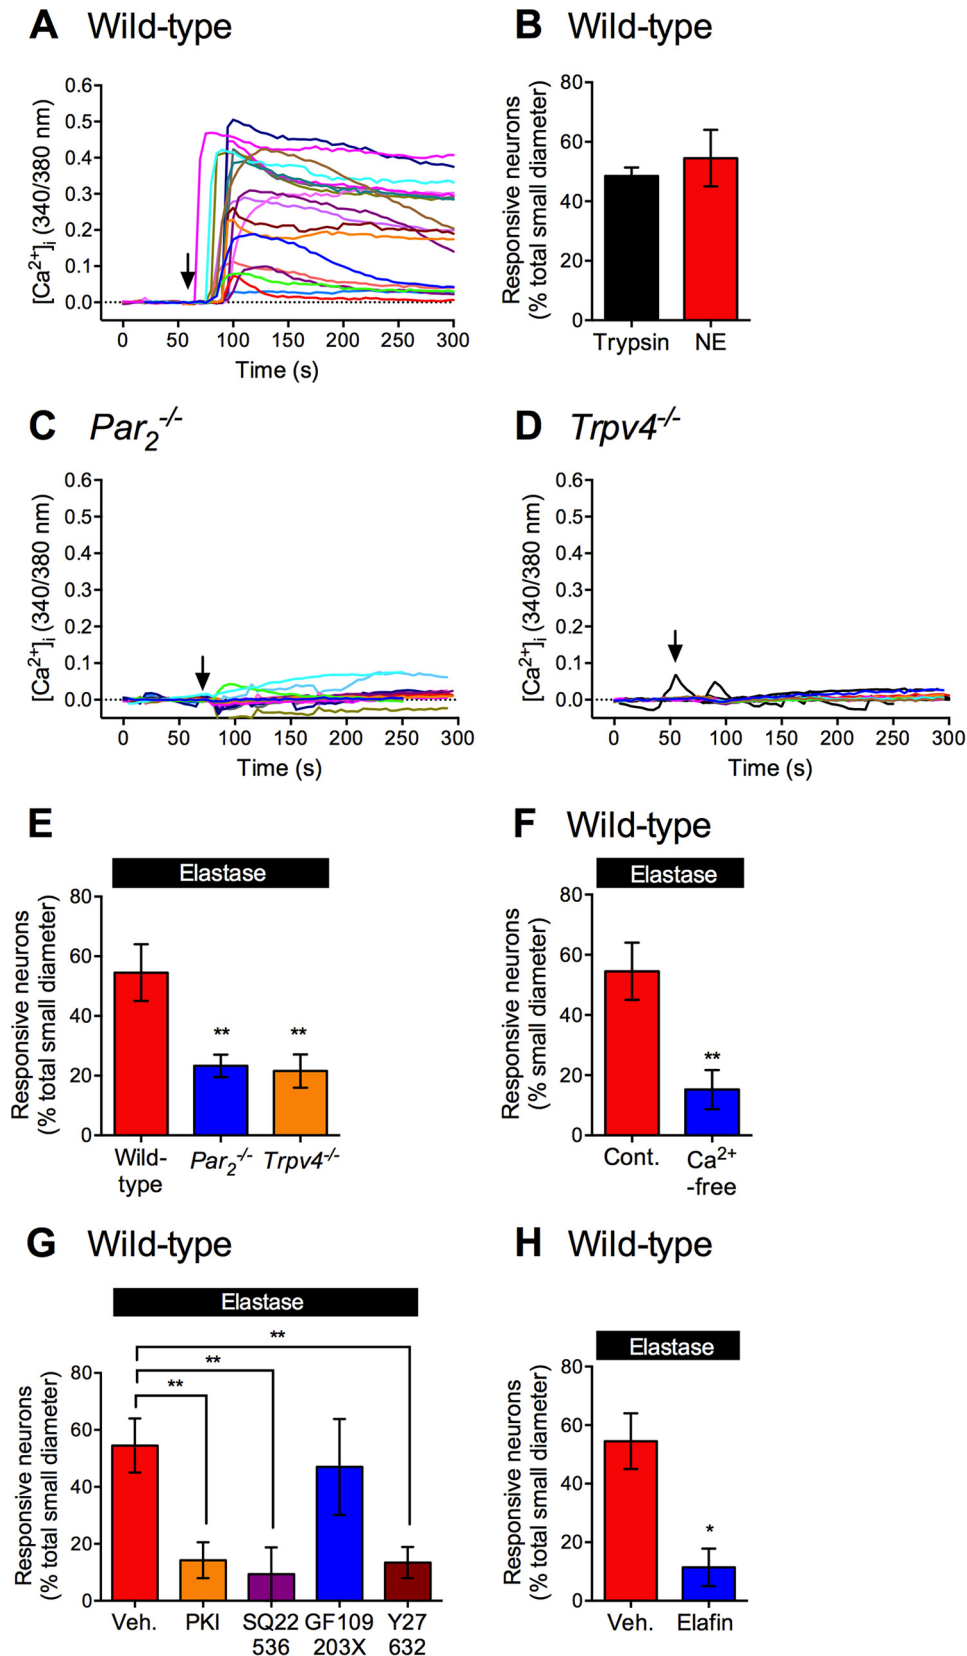 A Wild-type
[Ca²⁺]ᵢ (340/380 nm)
0.6
0.5
0.4
0.3
0.2
0.1
0.0
0 50 100 150 200 250 300
Time (s)
B Wild-type
Responsive neurons
(% total small diameter)
80
60
40
20
0
Trypsin NE
C Par₂⁻/⁻
[Ca²⁺]ᵢ (340/380 nm)
0.6
0.5
0.4
0.3
0.2
0.1
0.0
0 50 100 150 200 250 300
Time (s)
D Trpv4⁻/⁻
[Ca²⁺]ᵢ (340/380 nm)
0.6
0.5
0.4
0.3
0.2
0.1
0.0
0 50 100 150 200 250 300
Time (s)
E
Elastase
Responsive neurons
(% total small diameter)
80
60
40
20
0
** **
Wild-
type
Par₂⁻/⁻ Trpv4⁻/⁻
F Wild-type
Elastase
Responsive neurons
(% small diameter)
80
60
40
20
0
**
Cont. Ca²⁺
-free
G Wild-type
Elastase
Responsive neurons
(% total small diameter)
**
**
**
80
60
40
20
0
Veh. PKI SQ22 GF109 Y27
536 203X 632
H Wild-type
Elastase
Responsive neurons
(% total small diameter)
80
60
40
20
0
*
Veh. Elafin